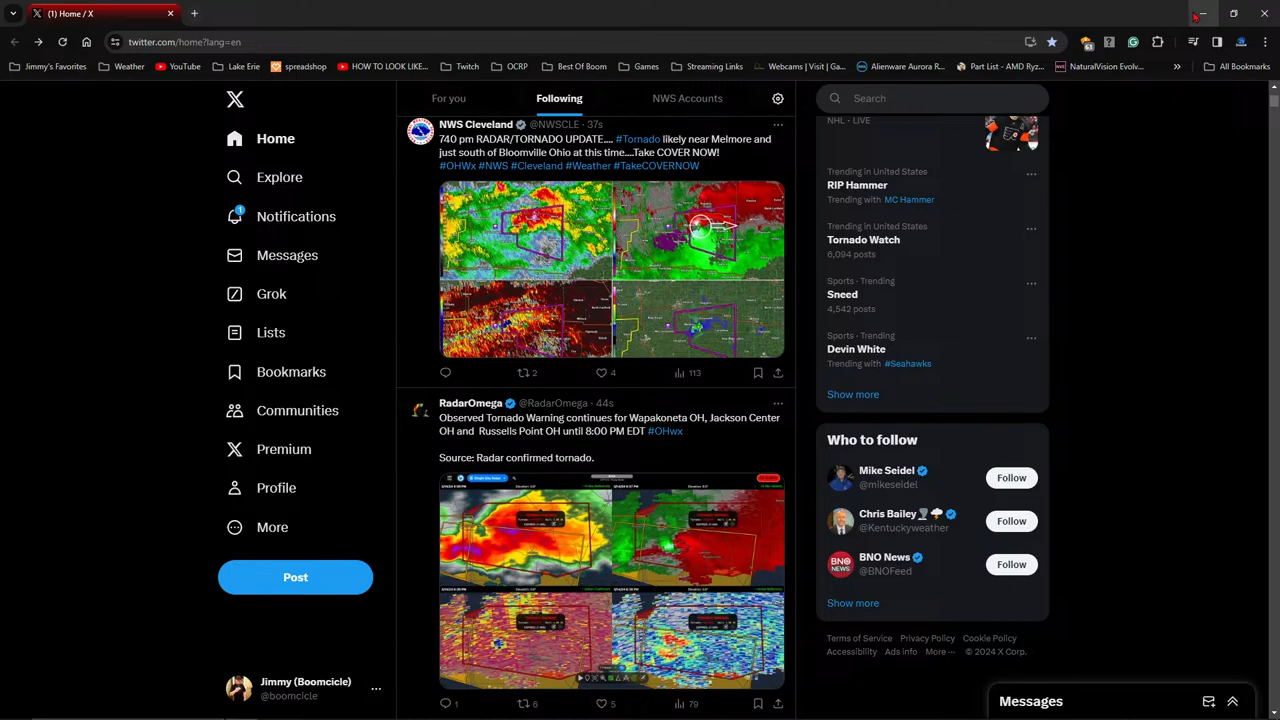 (1) Home / X
twitter.com/home?lang=en
61
Jimmy's Favorites
Weather
YouTube
Lake Erie
spreadshop
HOW TO LOOK LIKE...
Twitch
OCRP
Best Of Boom
Games
Streaming Links
Webcams | Visit | Ga...
Alienware Aurora R...
Part List - AMD Ryz...
NaturalVision Evolv...
»
All Bookmarks
Home
Explore
1
Notifications
Messages
Grok
Lists
Bookmarks
Communities
Premium
Profile
More
Post
Jimmy (Boomcicle)
@boomcicle
For you
Following
NWS Accounts
NWS Cleveland @NWSCLE · 37s
740 pm RADAR/TORNADO UPDATE.... #Tornado likely near Melmore and
just south of Bloomville Ohio at this time....Take COVER NOW!
#OHWx #NWS #Cleveland #Weather #TakeCOVERNOW
2
4
113
RadarOmega @RadarOmega · 44s
Observed Tornado Warning continues for Wapakoneta OH, Jackson Center
OH and Russells Point OH until 8:00 PM EDT #OHwx
Source: Radar confirmed tornado.
1
6
5
79
Search
NHL · LIVE
Trending in United States
RIP Hammer
Trending with MC Hammer
Trending in United States
Tornado Watch
6,094 posts
Sports · Trending
Sneed
4,542 posts
Sports · Trending
Devin White
Trending with #Seahawks
Show more
Who to follow
Mike Seidel
@mikeseidel
Follow
Chris Bailey
@Kentuckyweather
Follow
BNO
NEWS
BNO News
@BNOFeed
Follow
Show more
Terms of Service Privacy Policy Cookie Policy
Accessibility Ads info More ··· © 2024 X Corp.
Messages